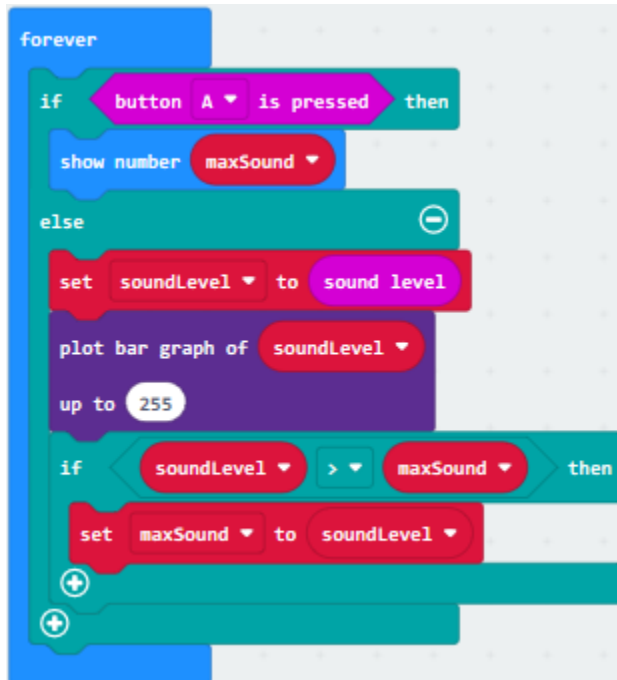 forever
if button A is pressed then
show number maxSound
else
set soundLevel to sound level
plot bar graph of soundLevel
up to 255
if soundLevel > maxSound then
set maxSound to soundLevel